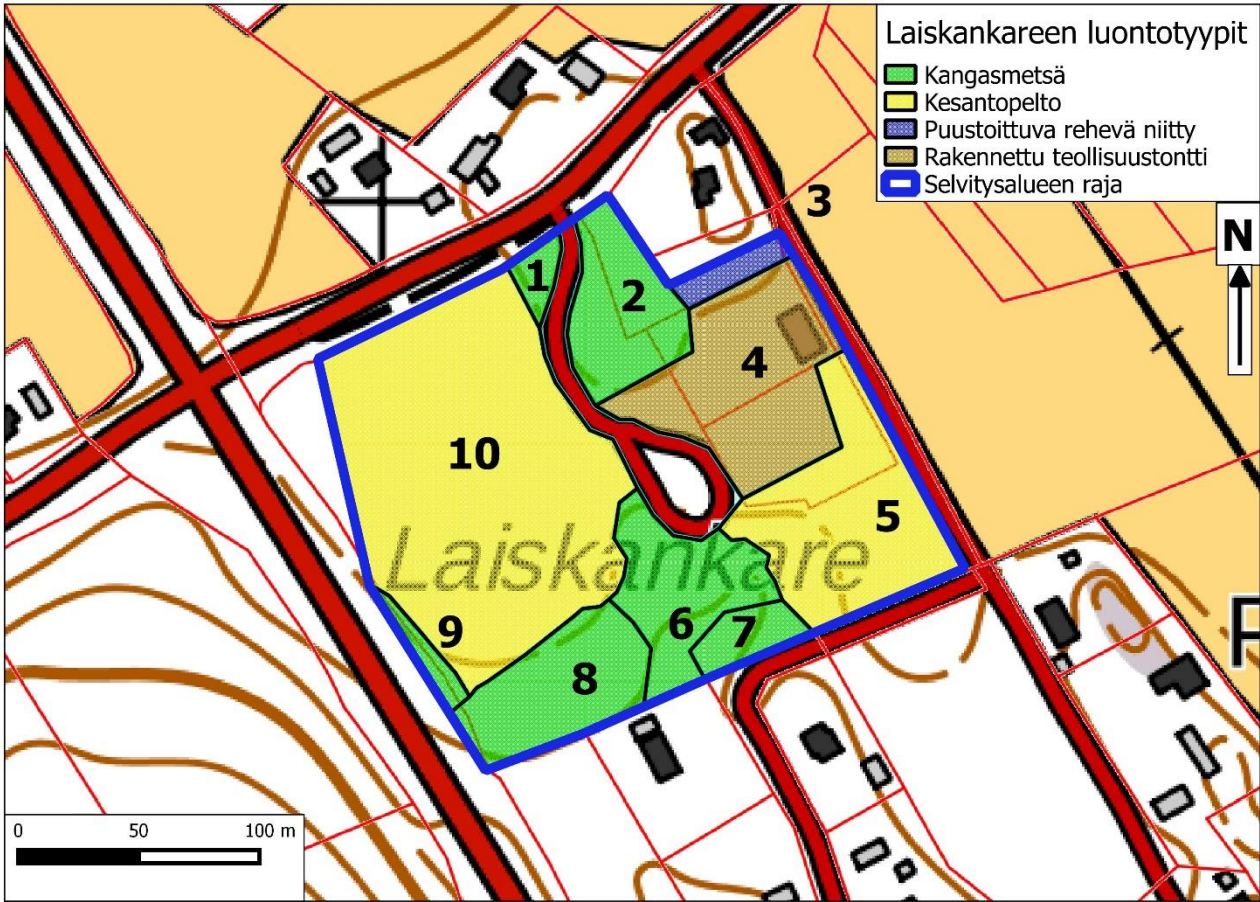 Laiskankareen luontotyypit
Kangasmetsä
Kesantopelto
Puustoittuva rehevä niitty
Rakennettu teollisuustontti
Selvitysalueen raja
N
3
1
2
4
10
5
Laiskankare
9
6
7
8
F
0 50 100 m